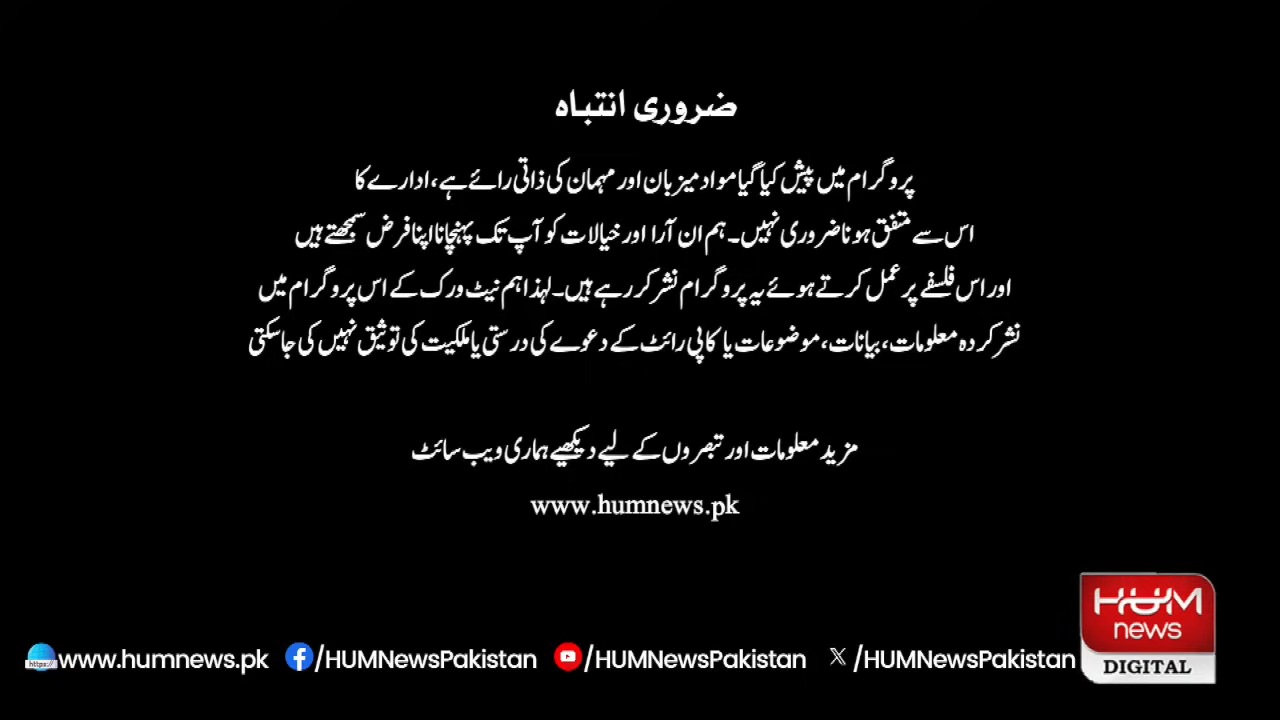 ضروری انتباہ
پروگرام میں پیش کیا گیا مواد میزبان اور مہمان کی ذاتی رائے ہے، ادارے کا
اس سے متفق ہونا ضروری نہیں۔ ہم ان آرا اور خیالات کو آپ تک پہنچانا اپنا فرض سمجھتے ہیں
اور اس فلسفے پر عمل کرتے ہوئے یہ پروگرام نشر کر رہے ہیں۔ لہذا ہم نیٹ ورک کے اس پروگرام میں
نشر کردہ معلومات، بیانات، موضوعات یا کاپی رائٹ کے دعوے کی درستی یا ملکیت کی توثیق نہیں کی جا سکتی
مزید معلومات اور تبصروں کے لیے دیکھیے ہماری ویب سائٹ
www.humnews.pk
HUM
news
DIGITAL
https:// www.humnews.pk /HUMNewsPakistan /HUMNewsPakistan X /HUMNewsPakistan